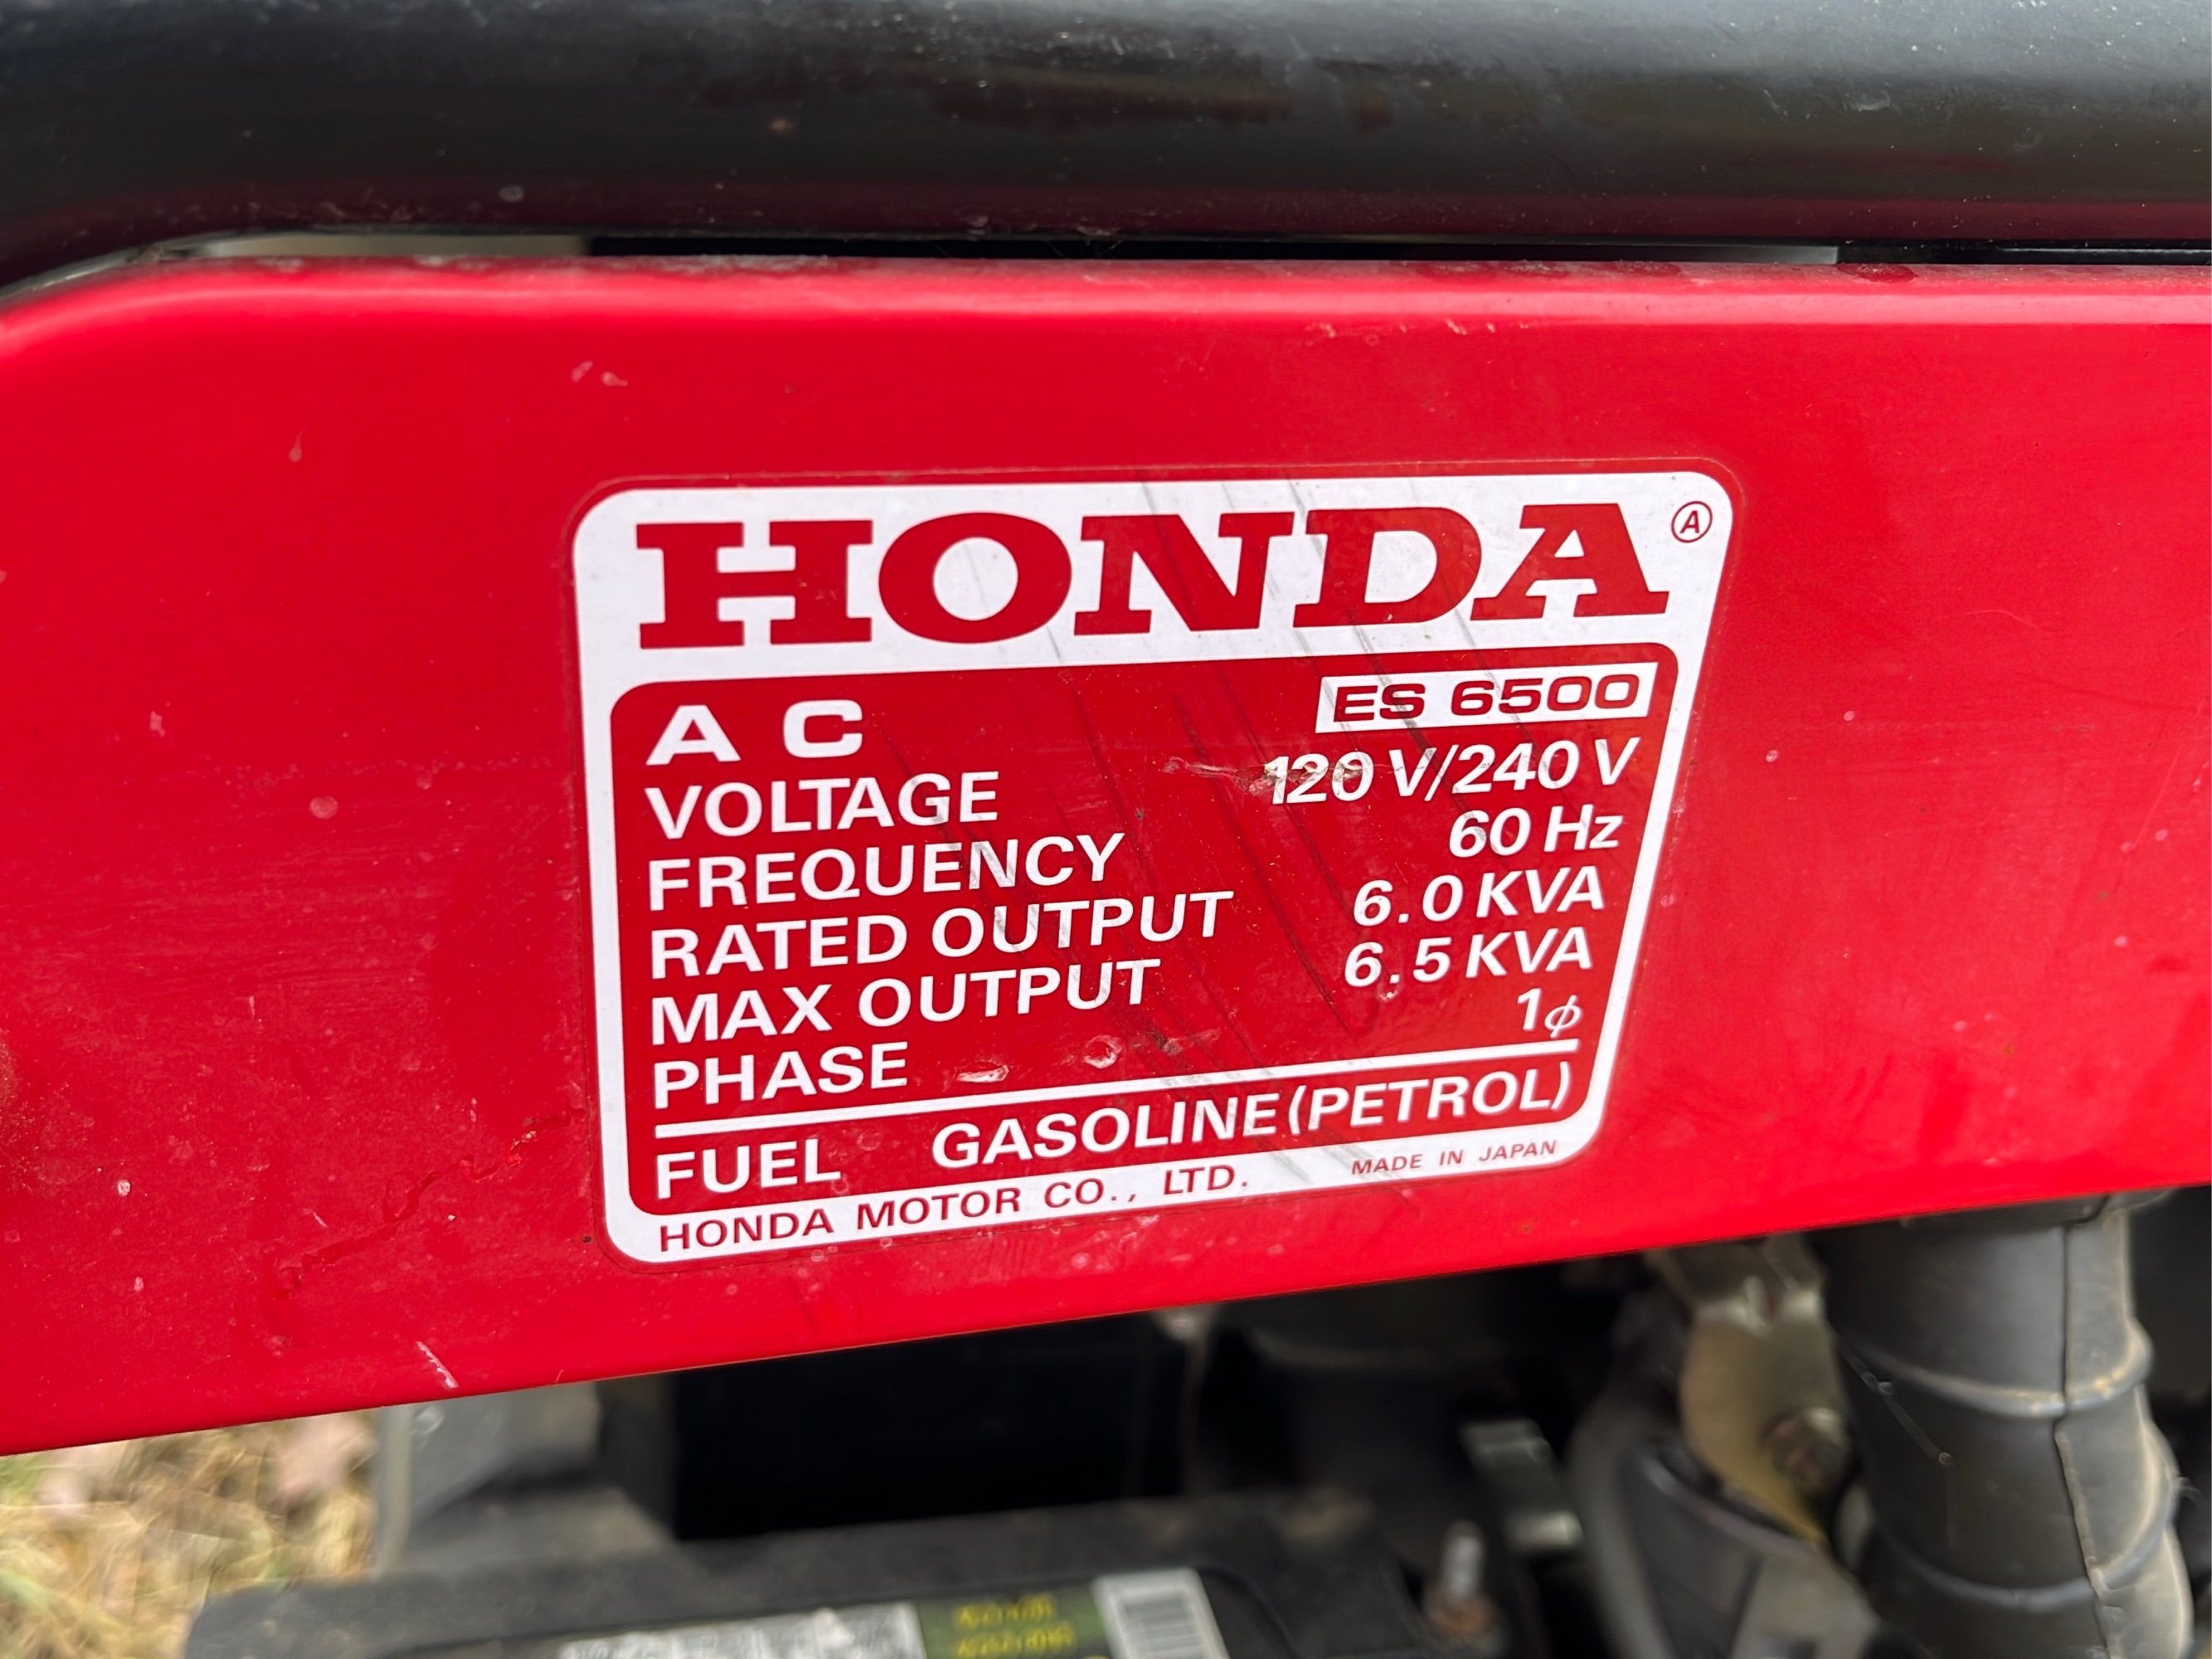 HONDA Ⓐ
AC ES 6500
VOLTAGE 120 V/240 V
FREQUENCY 60 Hz
RATED OUTPUT 6.0 KVA
MAX OUTPUT 6.5 KVA
PHASE 1ϕ
FUEL GASOLINE (PETROL)
HONDA MOTOR CO., LTD. MADE IN JAPAN